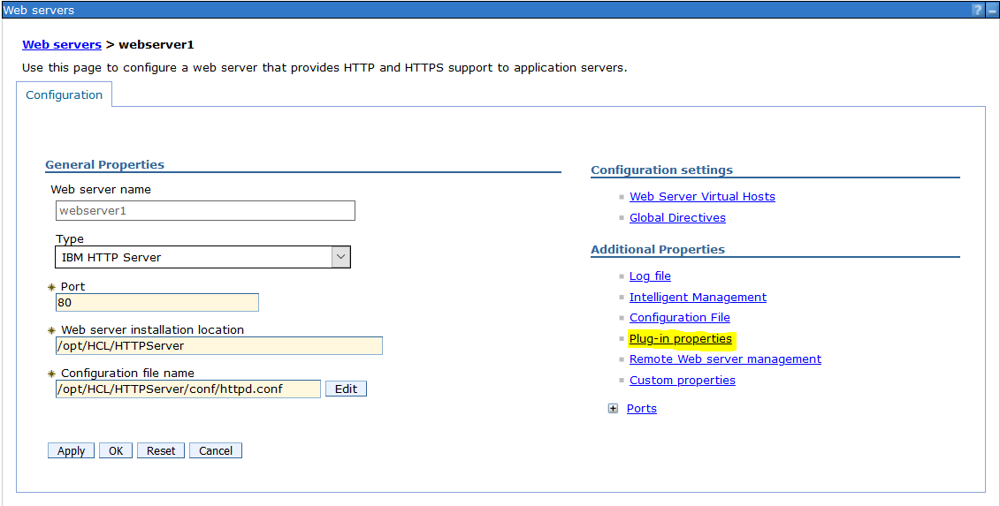 Web servers
Web servers > webserver1
Use this page to configure a web server that provides HTTP and HTTPS support to application servers.
Configuration
General Properties
Web server name
webserver1
Type
IBM HTTP Server
Port
80
Web server installation location
/opt/HCL/HTTPServer
Configuration file name
/opt/HCL/HTTPServer/conf/httpd.conf
Edit
Configuration settings
Web Server Virtual Hosts
Global Directives
Additional Properties
Log file
Intelligent Management
Configuration File
Plug-in properties
Remote Web server management
Custom properties
Ports
Apply OK Reset Cancel